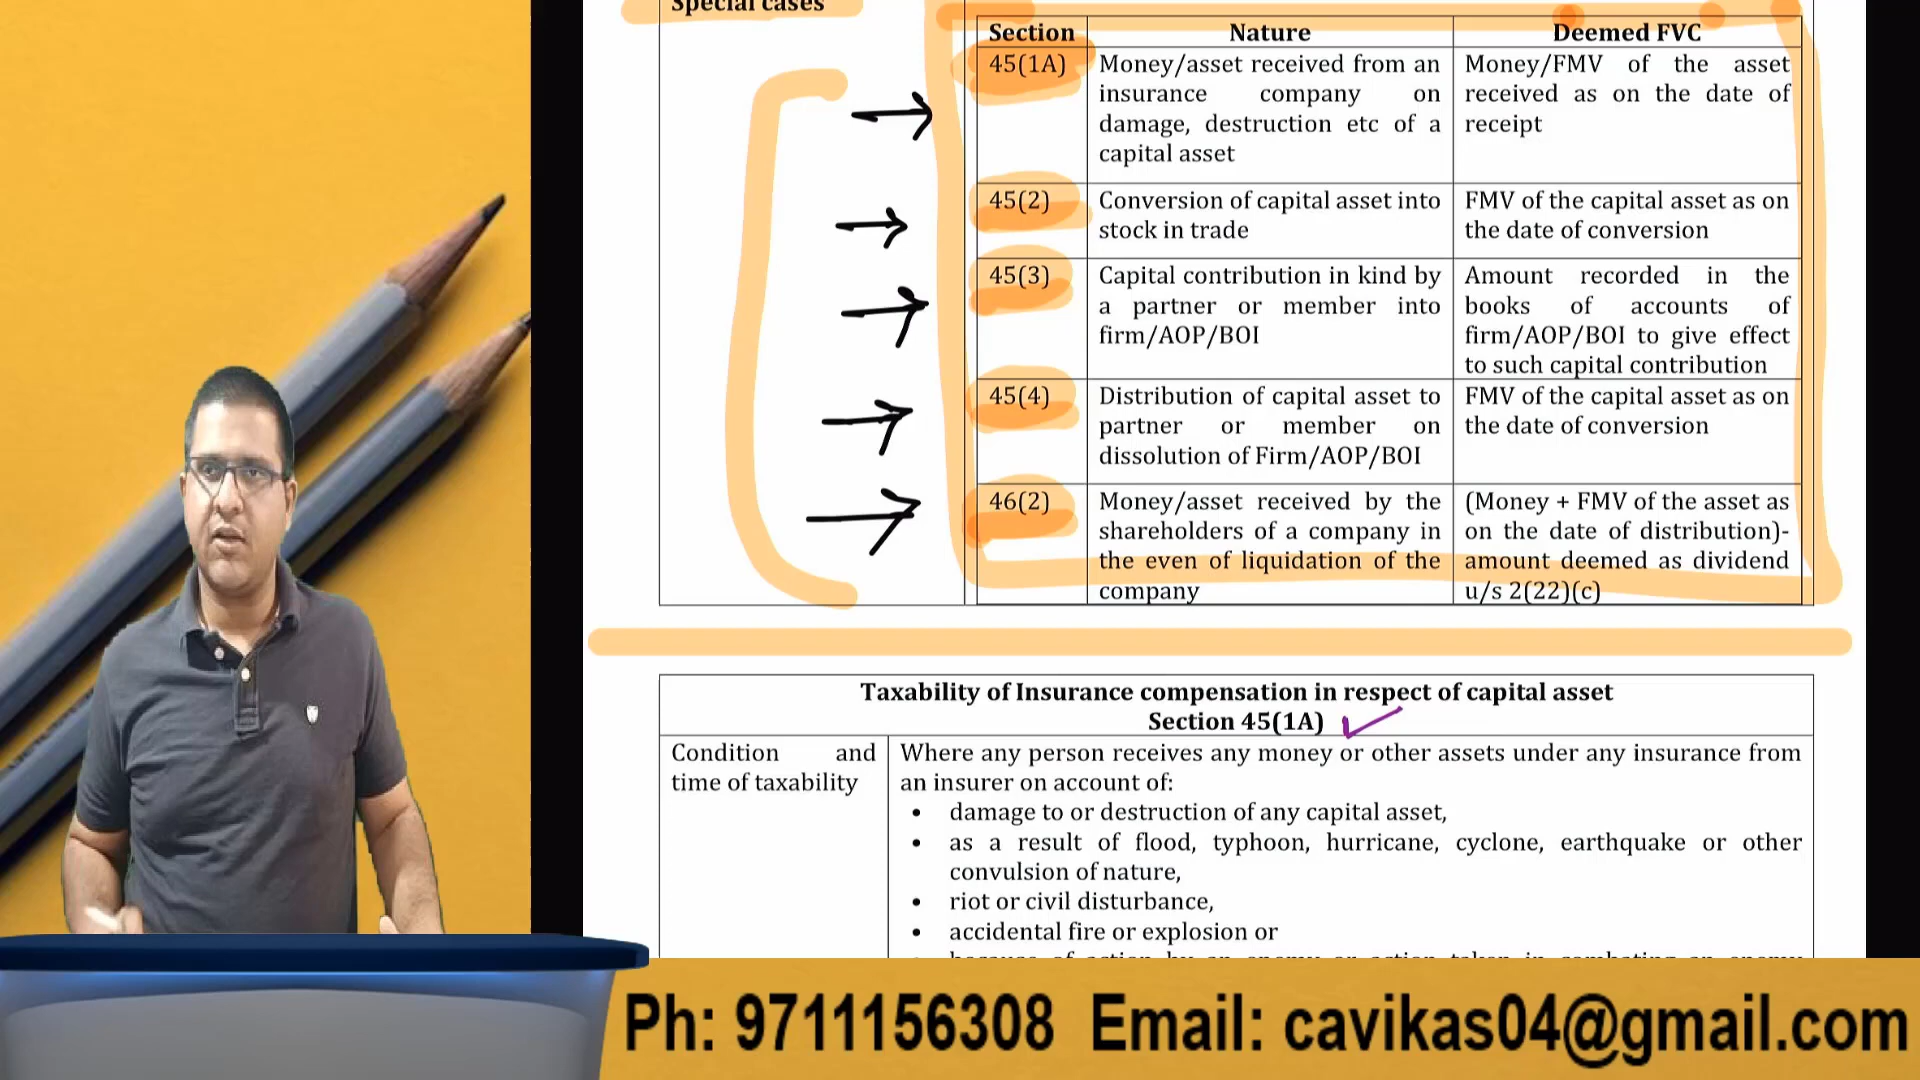 Special cases
Section Nature Deemed FVC
45(1A) Money/asset received from an Money/FMV of the asset
insurance company on received as on the date of
damage, destruction etc of a receipt
capital asset
45(2) Conversion of capital asset into FMV of the capital asset as on
stock in trade the date of conversion
45(3) Capital contribution in kind by Amount recorded in the
a partner or member into books of accounts of
firm/AOP/BOI firm/AOP/BOI to give effect
to such capital contribution
45(4) Distribution of capital asset to FMV of the capital asset as on
partner or member on the date of conversion
dissolution of Firm/AOP/BOI
46(2) Money/asset received by the (Money + FMV of the asset as
shareholders of a company in on the date of distribution)-
the even of liquidation of the amount deemed as dividend
company u/s 2(22)(c)
Taxability of Insurance compensation in respect of capital asset
Section 45(1A)
Condition and Where any person receives any money or other assets under any insurance from
time of taxability an insurer on account of:
• damage to or destruction of any capital asset,
• as a result of flood, typhoon, hurricane, cyclone, earthquake or other
convulsion of nature,
• riot or civil disturbance,
• accidental fire or explosion or
Ph: 9711156308 Email: cavikas04@gmail.com